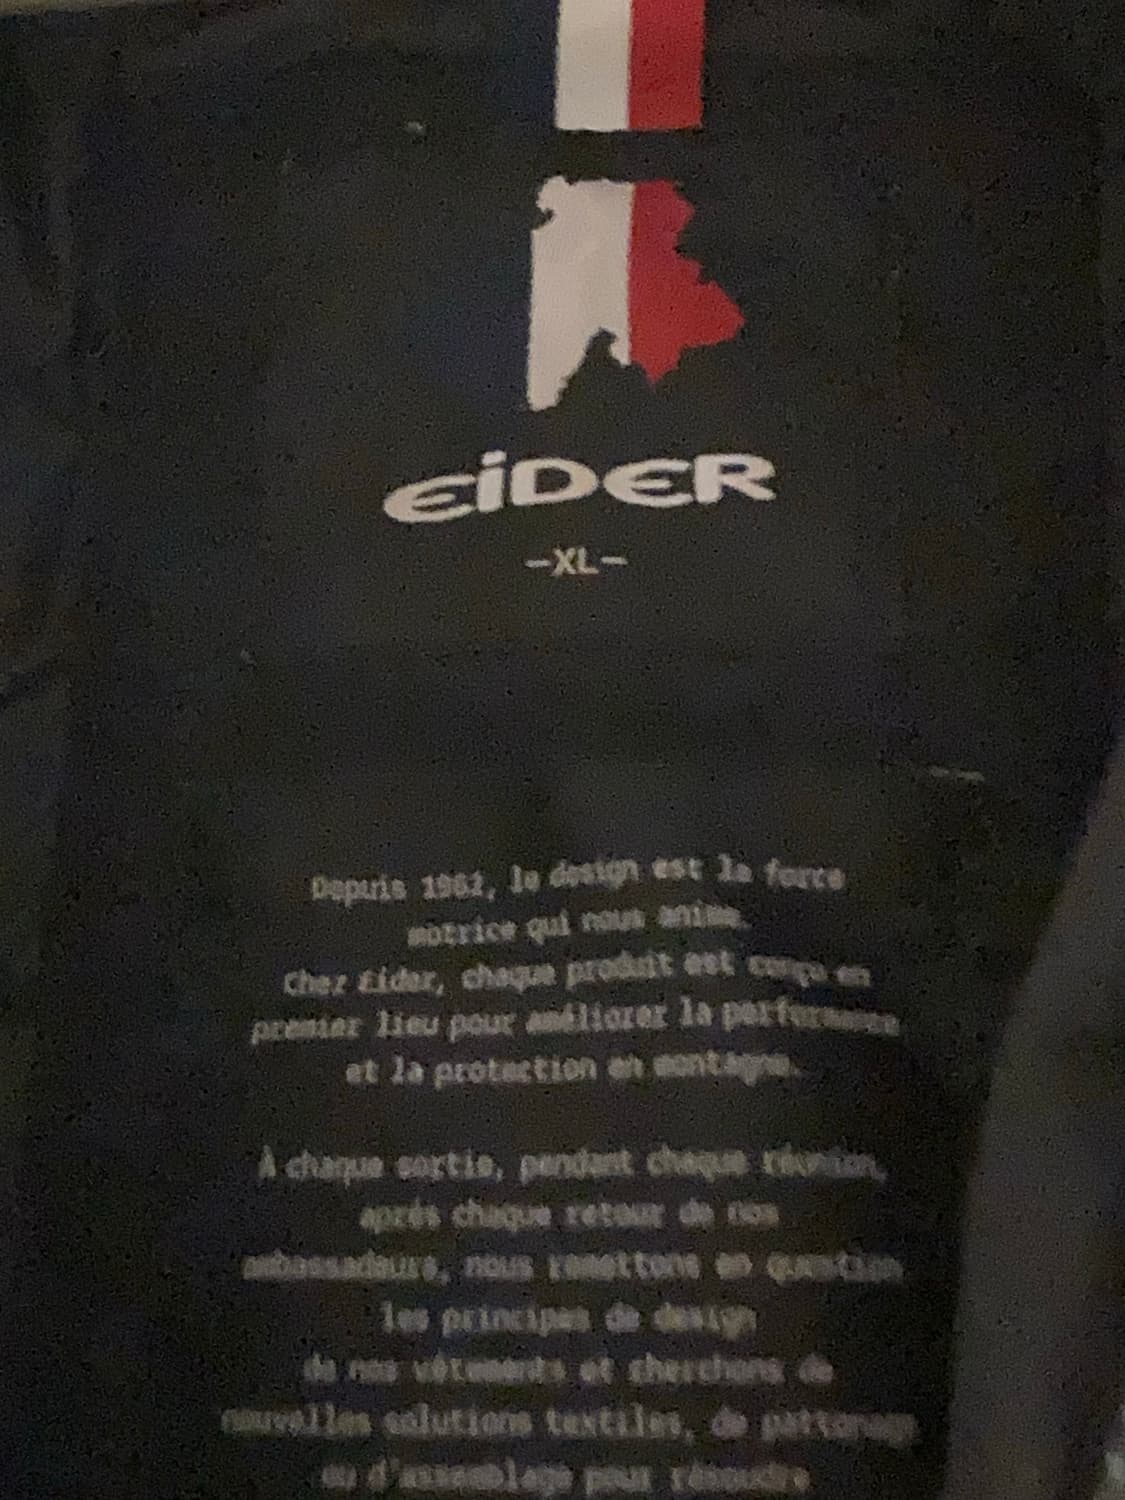 EiDER
-XL-
Depuis 1962, le design est la force
motrice qui nous anime.
Chez Eider, chaque produit est conçu en
premier lieu pour améliorer la performance
et la protection en montagne.
À chaque sortie, pendant chaque réunion,
après chaque retour de nos
ambassadeurs, nous remettons en question
les principes de design
de nos vêtements et cherchons de
nouvelles solutions textiles, de patronage
ou d'assemblage pour résoudre